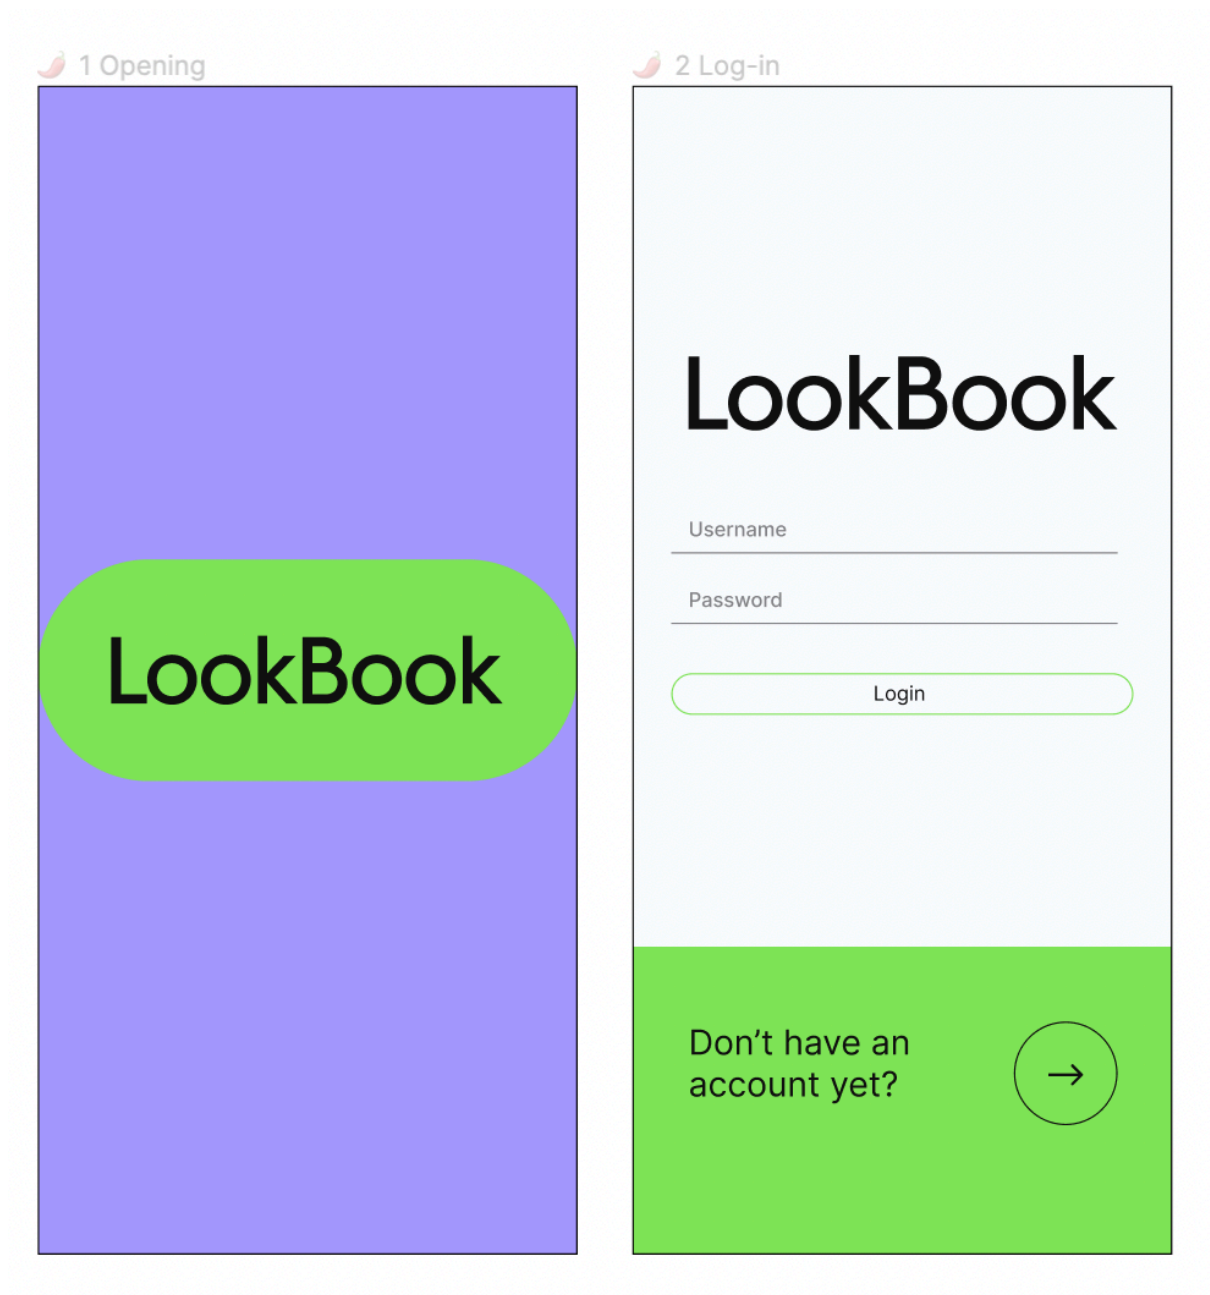 🌶️ 1 Opening
LookBook
🌶️ 2 Log-in
LookBook
Username
Password
Login
Don’t have an
account yet?
→